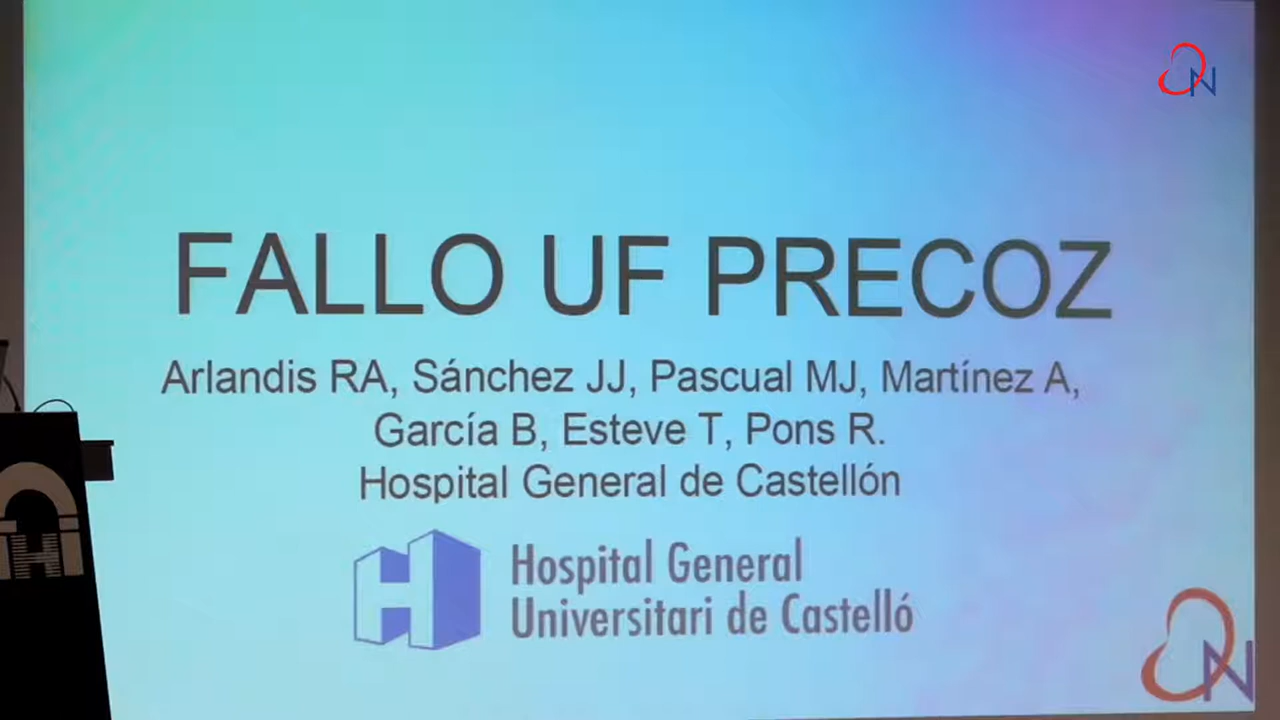 N
FALLO UF PRECOZ
Arlandis RA, Sánchez JJ, Pascual MJ, Martínez A,
García B, Esteve T, Pons R.
Hospital General de Castellón
H
Hospital General
Universitari de Castelló
H
N